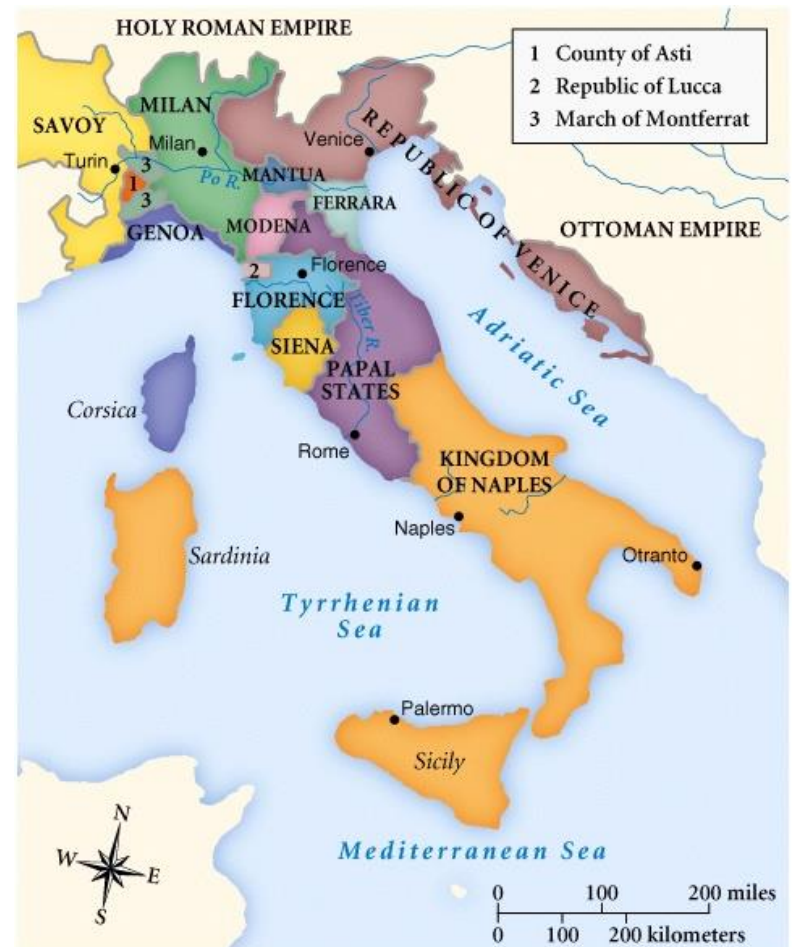 HOLY ROMAN EMPIRE
1 County of Asti
2 Republic of Lucca
3 March of Montferrat
MILAN
SAVOY
Milan
Venice
Turin
3
Po R.
MANTUA
1
3
FERRARA
REPUBLIC OF VENICE
GENOA
MODENA
OTTOMAN EMPIRE
2
Florence
FLORENCE
Tiber R.
SIENA
Adriatic Sea
PAPAL
STATES
Corsica
Rome
KINGDOM
OF NAPLES
Naples
Otranto
Sardinia
Tyrrhenian
Sea
Palermo
Sicily
N
W
E
S
Mediterranean Sea
0 100 200 miles
0 100 200 kilometers